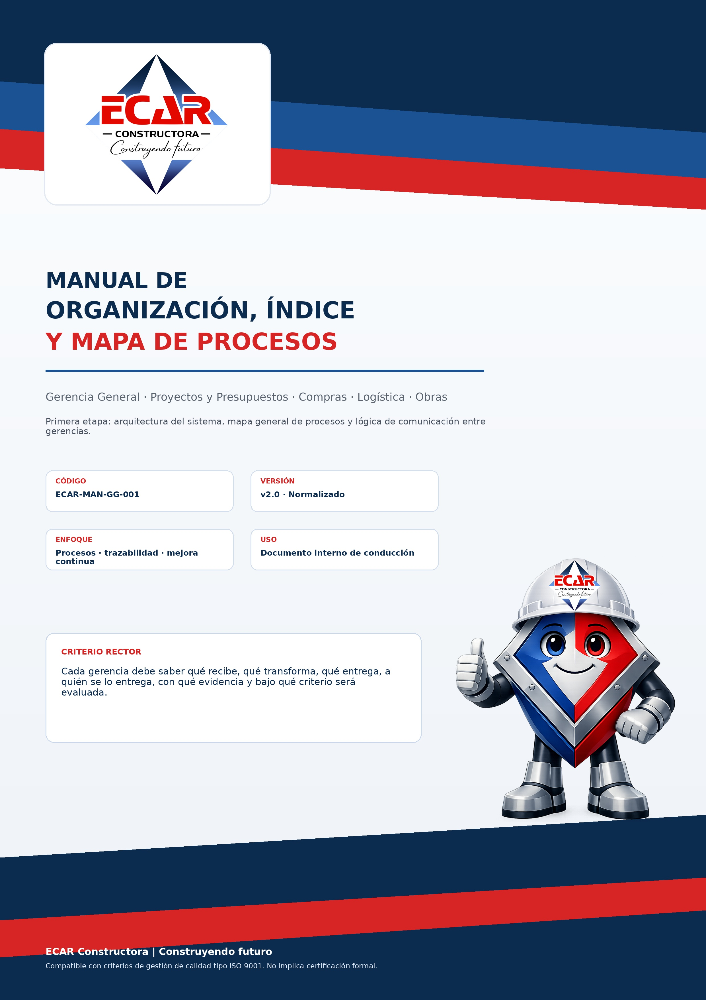 ECAR
CONSTRUCTORA
Construyendo futuro
MANUAL DE
ORGANIZACIÓN, ÍNDICE
Y MAPA DE PROCESOS
Gerencia General · Proyectos y Presupuestos · Compras · Logística · Obras
Primera etapa: arquitectura del sistema, mapa general de procesos y lógica de comunicación entre
gerencias.
CÓDIGO
ECAR-MAN-GG-001
VERSIÓN
v2.0 · Normalizado
ENFOQUE
Procesos · trazabilidad · mejora
continua
USO
Documento interno de conducción
ECAR
CONSTRUCTORA
Construyendo futuro
CRITERIO RECTOR
Cada gerencia debe saber qué recibe, qué transforma, qué entrega, a
quién se lo entrega, con qué evidencia y bajo qué criterio será
evaluada.
ECAR Constructora | Construyendo futuro
Compatible con criterios de gestión de calidad tipo ISO 9001. No implica certificación formal.